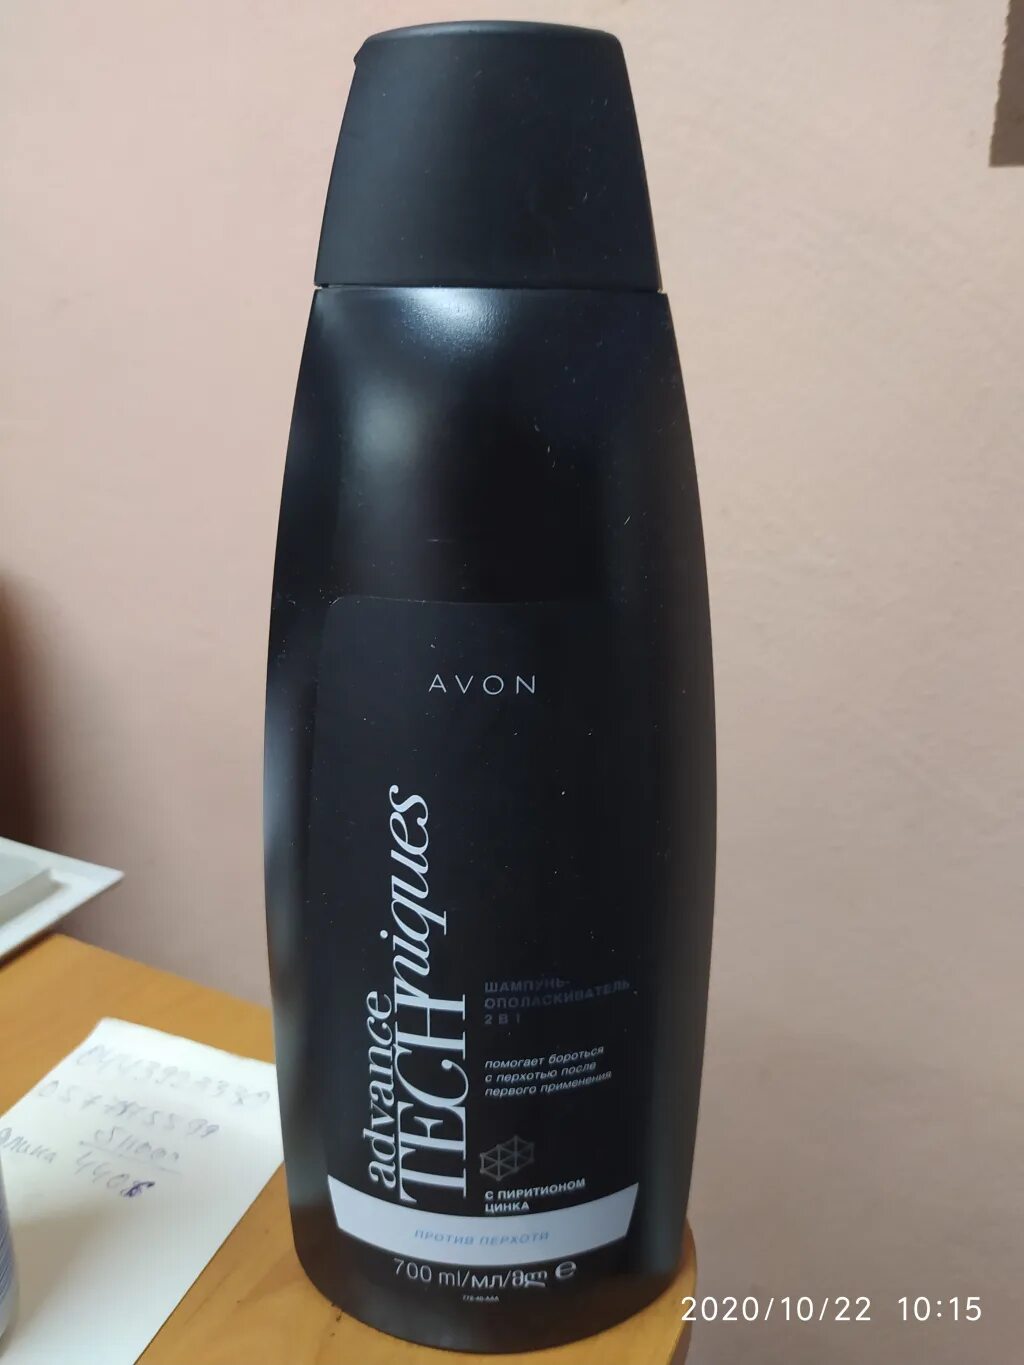 AVON
advance
TECHniques
ШАМПУНЬ-
ОПОЛАСКИВАТЕЛЬ
2 В 1
помогает бороться
с перхотью после
первого применения
С ПИРИТИОНОМ
ЦИНКА
ПРОТИВ ПЕРХОТИ
700 ml/мл/მლ e
2020/10/22 10:15